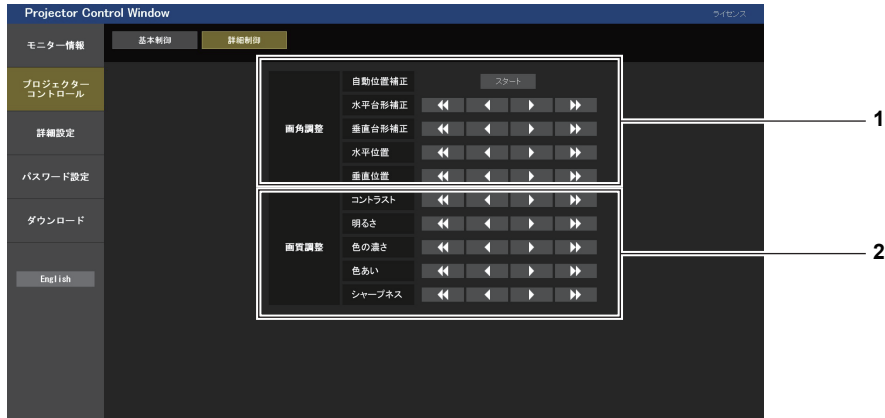 Projector Control Window
ライセンス
モニター情報
基本制御
詳細制御
プロジェクター
コントロール
詳細設定
パスワード設定
ダウンロード
English
画角調整
自動位置補正
スタート
水平台形補正
垂直台形補正
水平位置
垂直位置
1
画質調整
コントラスト
明るさ
色の濃さ
色あい
シャープネス
2